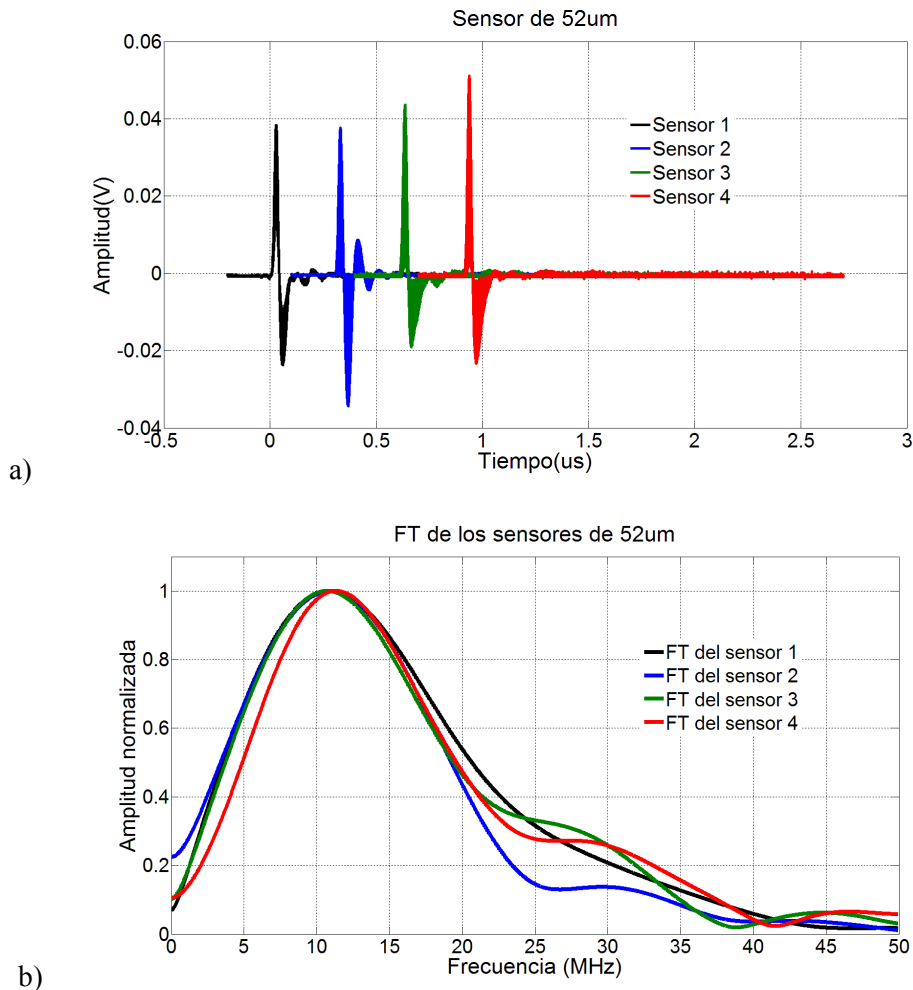 Sensor de 52um
0.06
0.04
0.02
0
-0.02
-0.04
Amplitud(V)
Sensor 1
Sensor 2
Sensor 3
Sensor 4
-0.5 0 0.5 1 1.5 2 2.5 3
Tiempo(us)
a)
FT de los sensores de 52um
1
0.8
0.6
0.4
0.2
0
Amplitud normalizada
FT del sensor 1
FT del sensor 2
FT del sensor 3
FT del sensor 4
0 5 10 15 20 25 30 35 40 45 50
Frecuencia (MHz)
b)